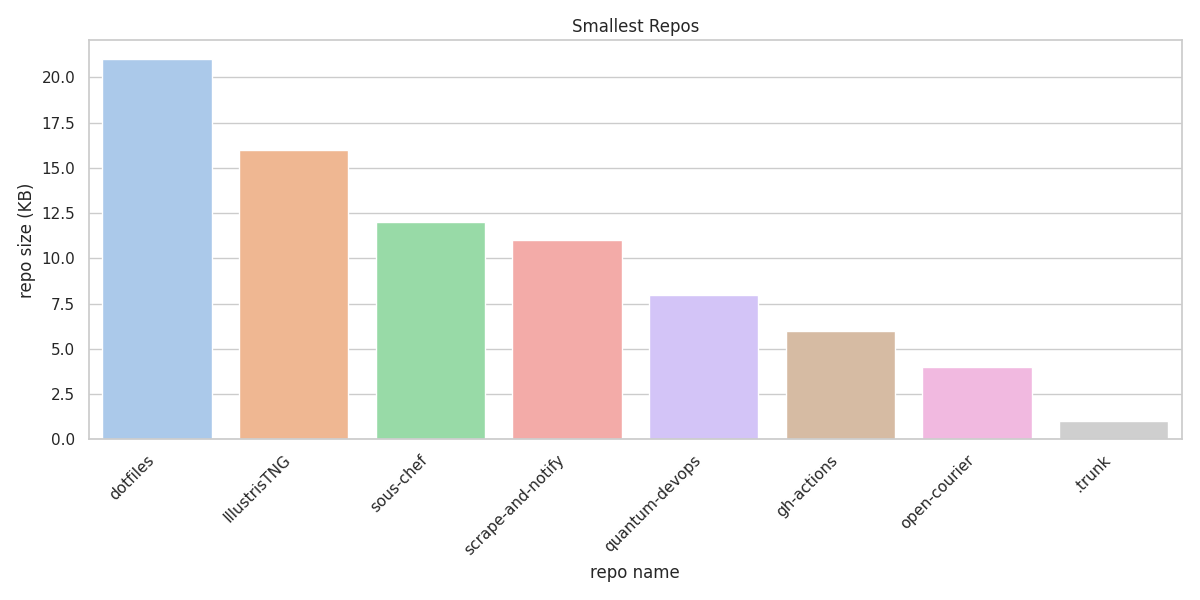 Smallest Repos
repo size (KB)
20.0
17.5
15.0
12.5
10.0
7.5
5.0
2.5
0.0
dotfiles
IllustrisTNG
sous-chef
scrape-and-notify
quantum-devops
gh-actions
open-courier
.trunk
repo name